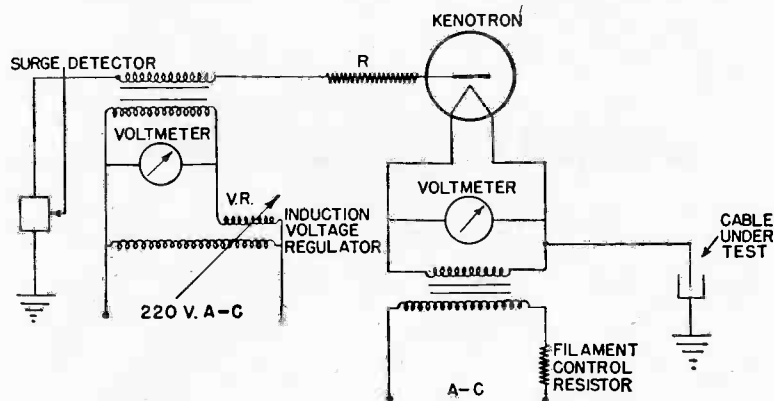 KENOTRON
SURGE DETECTOR
R
VOLTMETER
V.R.
INDUCTION
VOLTAGE
REGULATOR
220 V. A-C
VOLTMETER
CABLE
UNDER
TEST
FILAMENT
CONTROL
RESISTOR
A-C